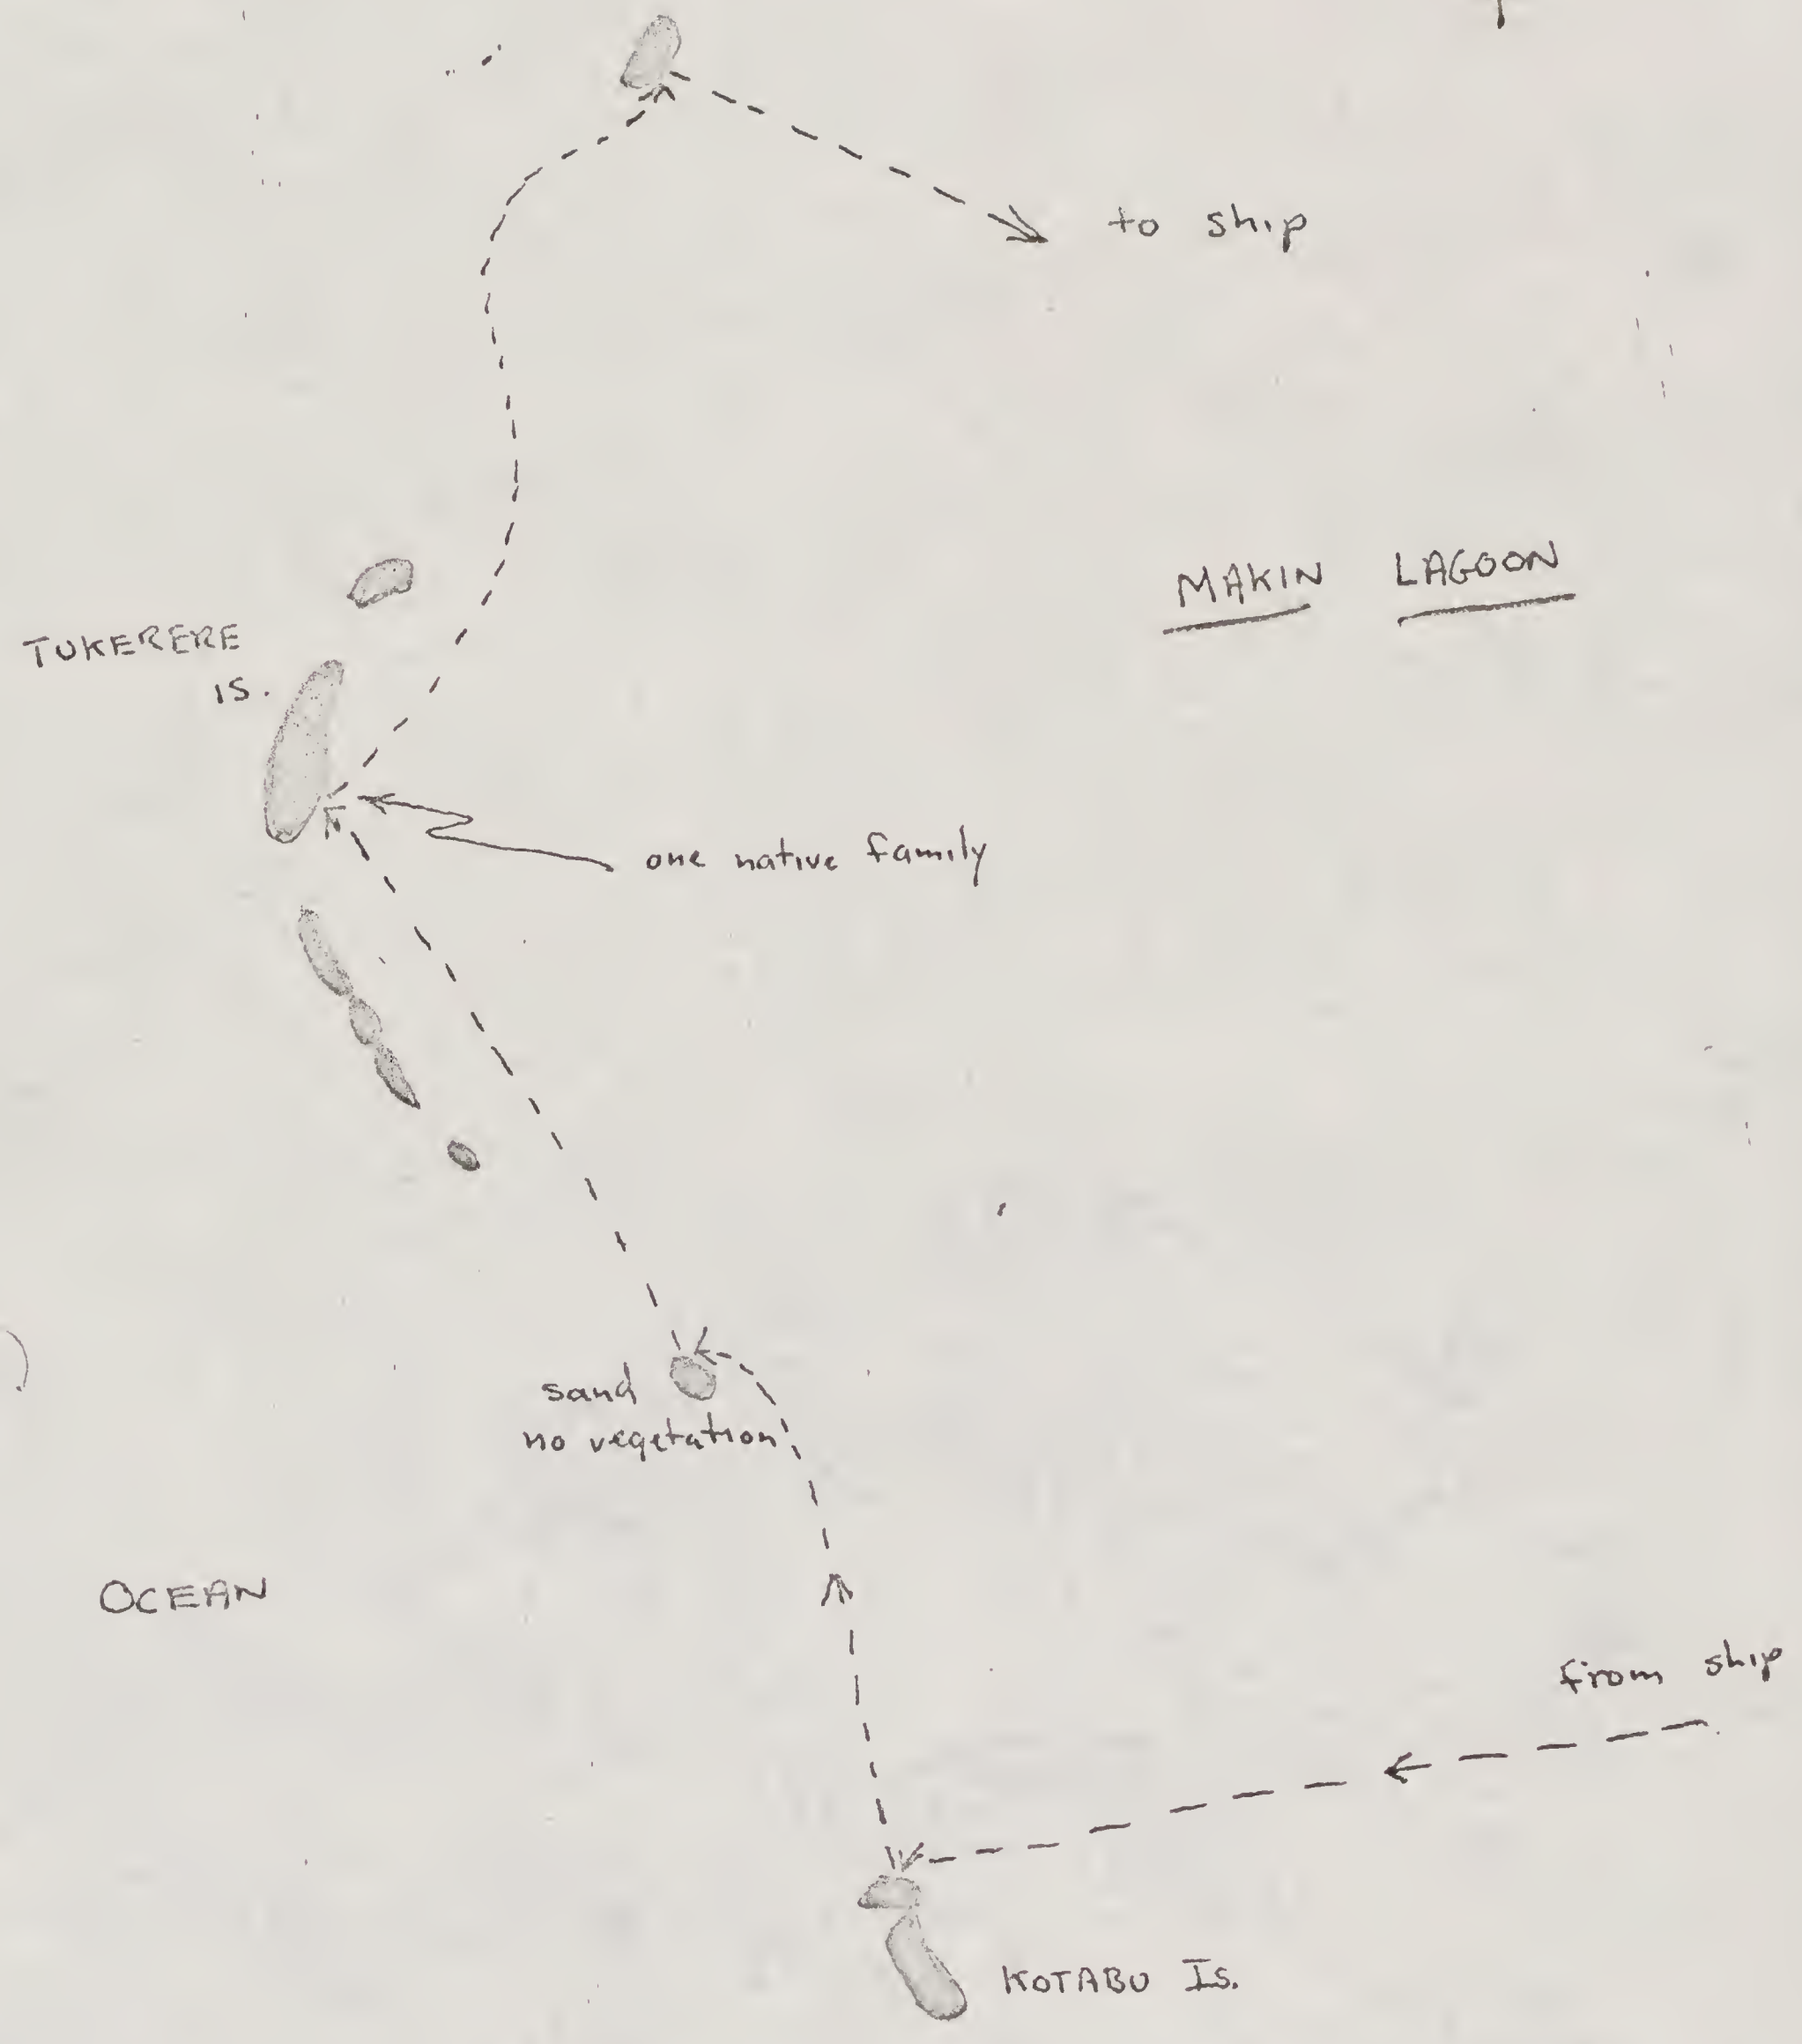 to ship
MAKIN LAGOON
TUKERERE
IS.
one native family
sand
no vegetation
OCEAN
from ship
KOTABU Is.